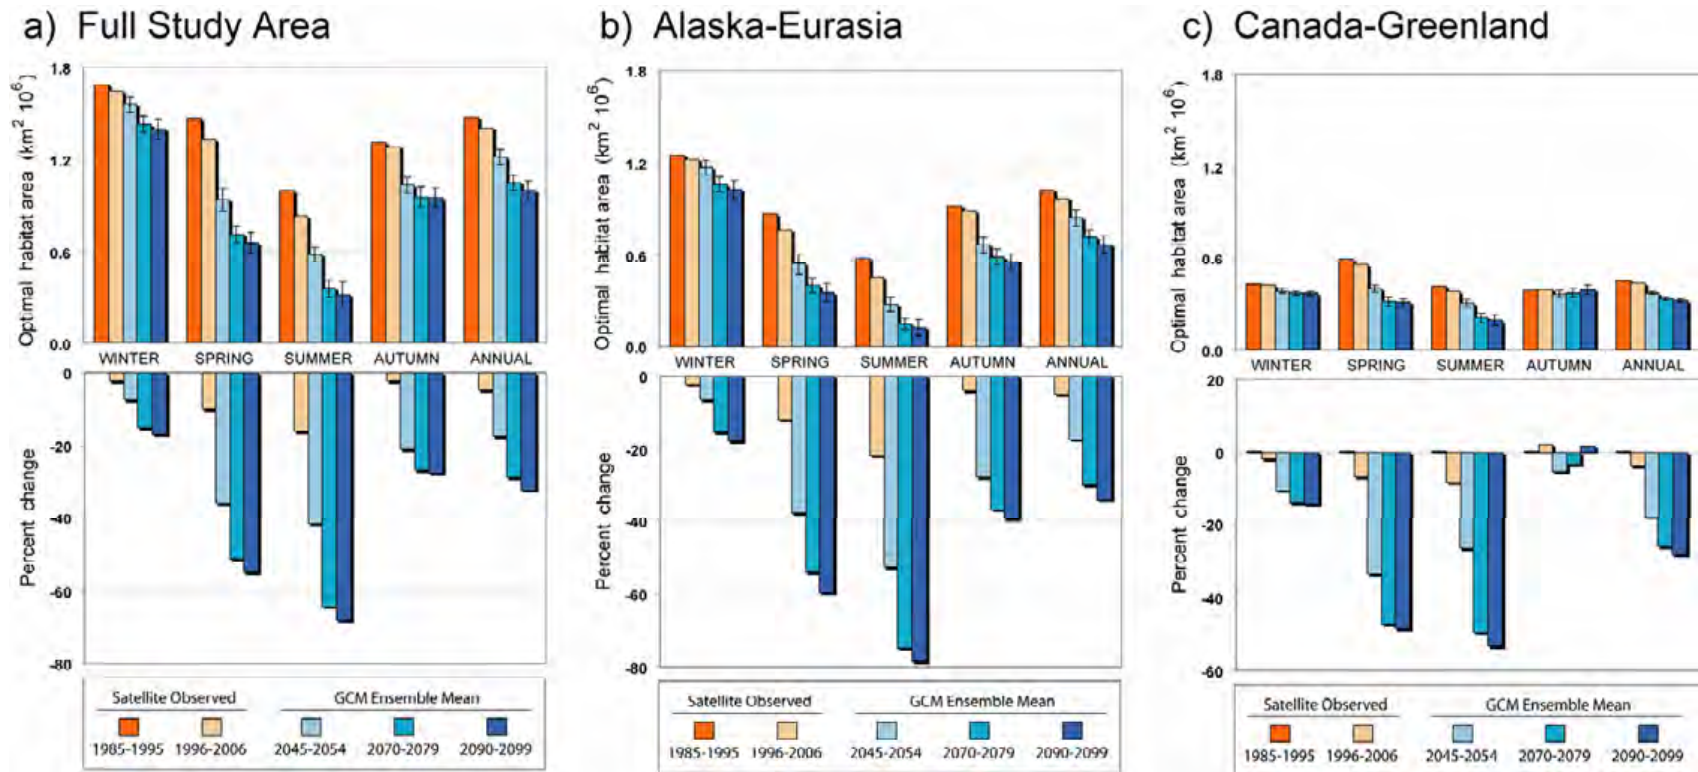 a) Full Study Area
Optimal habitat area (km² 10⁶)
1.8
1.2
0.6
0.0
WINTER SPRING SUMMER AUTUMN ANNUAL
Percent change
0
-20
-40
-60
-80
Satellite Observed GCM Ensemble Mean
1985-1995 1996-2006 2045-2054 2070-2079 2090-2099
b) Alaska-Eurasia
Optimal habitat area (km² 10⁶)
1.8
1.2
0.6
0.0
WINTER SPRING SUMMER AUTUMN ANNUAL
Percent change
0
-20
-40
-60
-80
Satellite Observed GCM Ensemble Mean
1985-1995 1996-2006 2045-2054 2070-2079 2090-2099
c) Canada-Greenland
Optimal habitat area (km² 10⁶)
1.8
1.2
0.6
0.0
WINTER SPRING SUMMER AUTUMN ANNUAL
Percent change
20
0
-20
-40
-60
Satellite Observed GCM Ensemble Mean
1985-1995 1996-2006 2045-2054 2070-2079 2090-2099